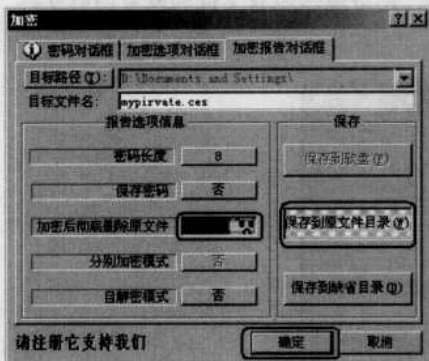 加密
密码对话框 加密选项对话框 加密报告对话框
目标路径(T): D:\Documents and Settings\
目标文件名: mypirvate.ces
报告选项信息 保存
密码长度 8 保存到软盘(P)
保存密码 否
加密后彻底删除原文件 保存到原文件目录(W)
分别加密模式 否
自解密模式 否 保存到缺省目录(D)
请注册它支持我们 确定 取消